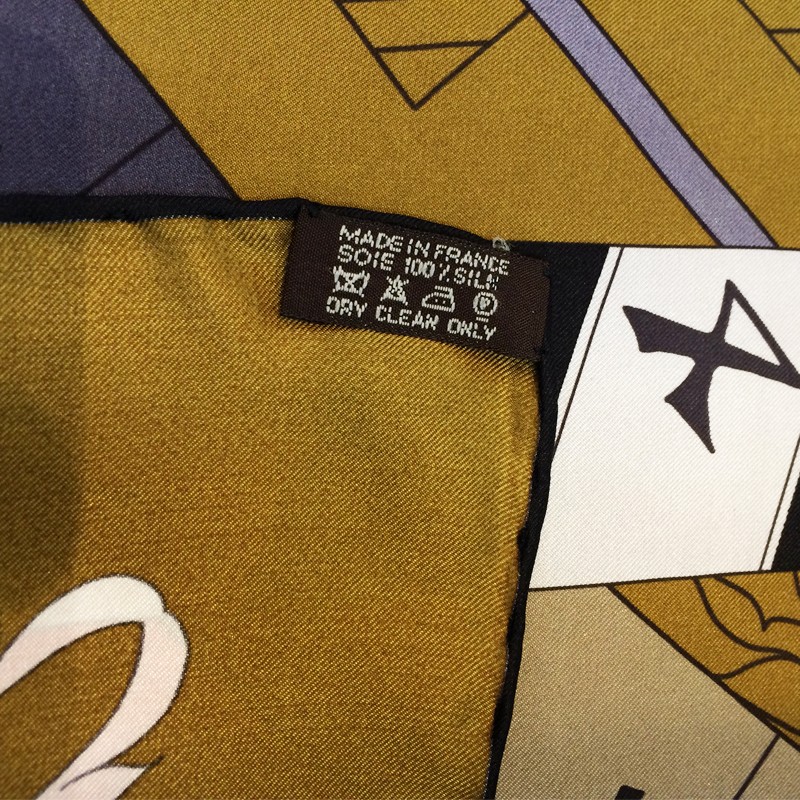 MADE IN FRANCE
SOIE 100% SILK
DRY CLEAN ONLY